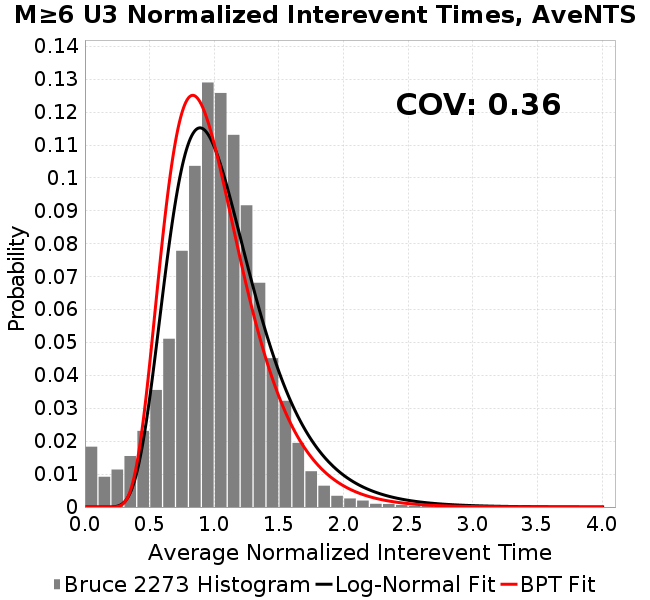 M≥6 U3 Normalized Interevent Times, AveNTS
COV: 0.36
Probability
0.14
0.13
0.12
0.11
0.1
0.09
0.08
0.07
0.06
0.05
0.04
0.03
0.02
0.01
0
0.0 0.5 1.0 1.5 2.0 2.5 3.0 3.5 4.0
Average Normalized Interevent Time
Bruce 2273 Histogram Log-Normal Fit BPT Fit